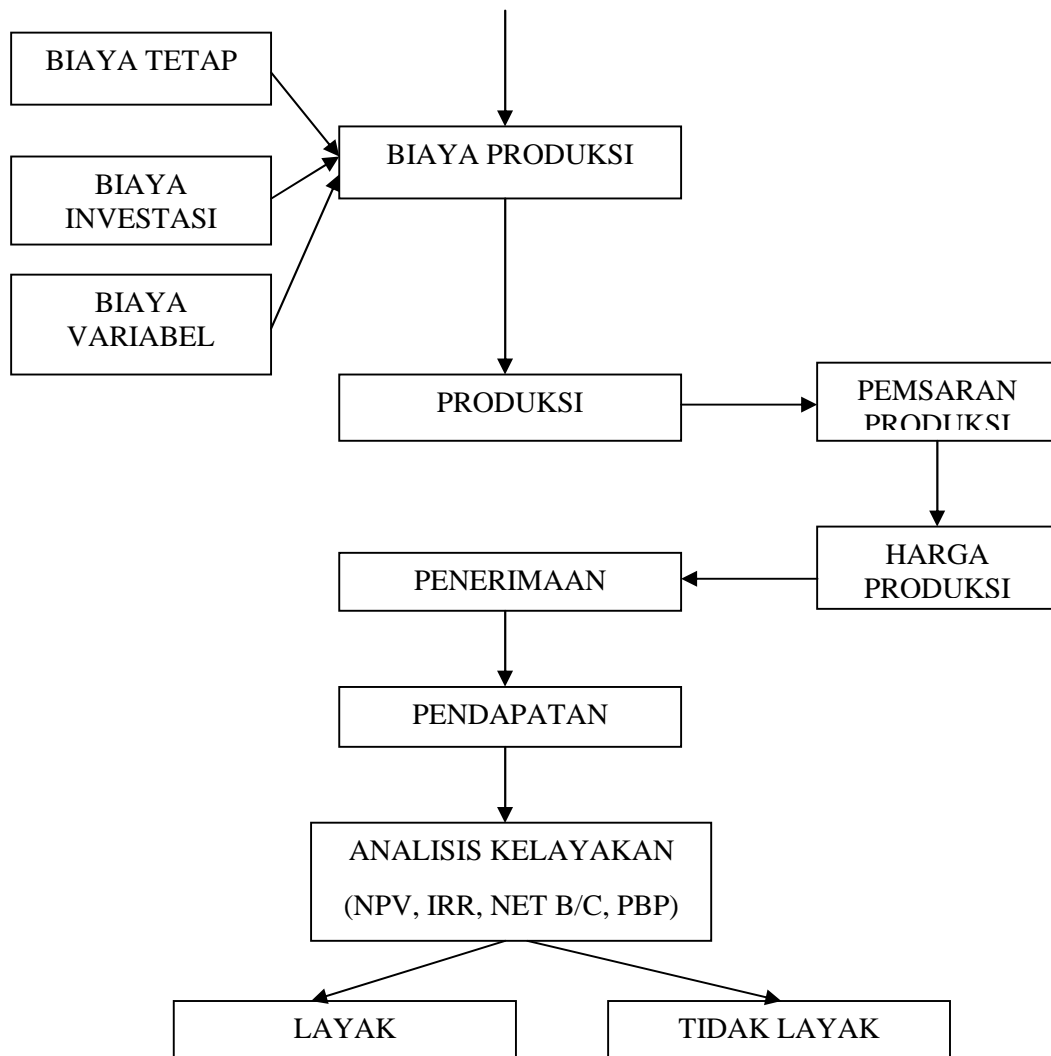 BIAYA TETAP
BIAYA PRODUKSI
BIAYA
INVESTASI
BIAYA
VARIABEL
PRODUKSI
PEMSARAN
PRODUKSI
HARGA
PRODUKSI
PENERIMAAN
PENDAPATAN
ANALISIS KELAYAKAN
(NPV, IRR, NET B/C, PBP)
LAYAK
TIDAK LAYAK